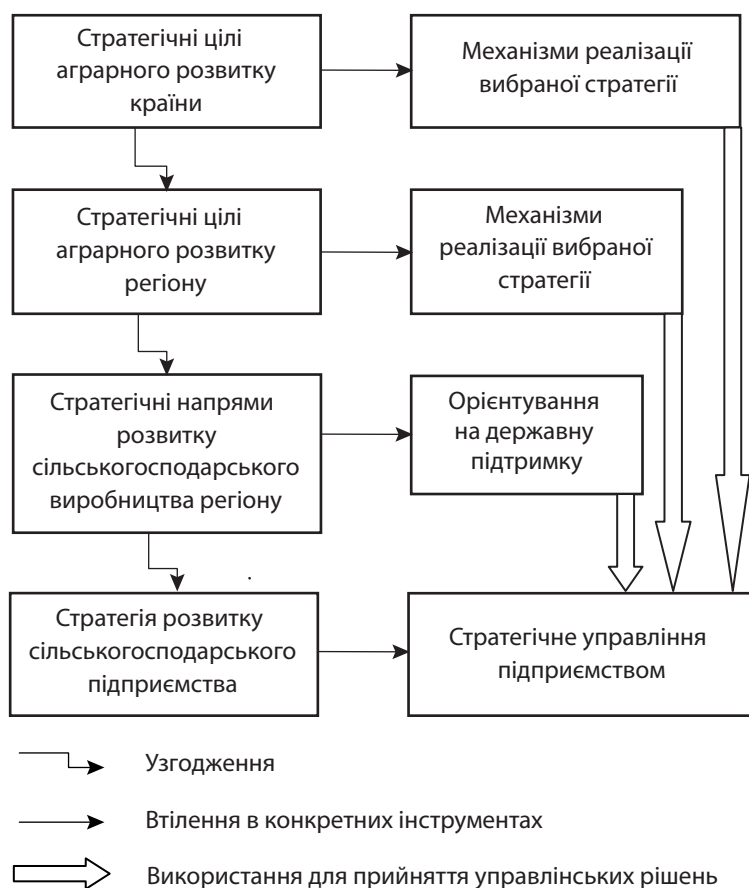 Стратегічні цілі
аграрного розвитку
країни
Механізми реалізації
вибраної стратегії
Стратегічні цілі
аграрного розвитку
регіону
Механізми
реалізації вибраної
стратегії
Стратегічні напрями
розвитку
сільськогосподарського
виробництва регіону
Орієнтування
на державну
підтримку
Стратегія розвитку
сільськогосподарського
підприємства
Стратегічне управління
підприємством
Узгодження
Втілення в конкретних інструментах
Використання для прийняття управлінських рішень